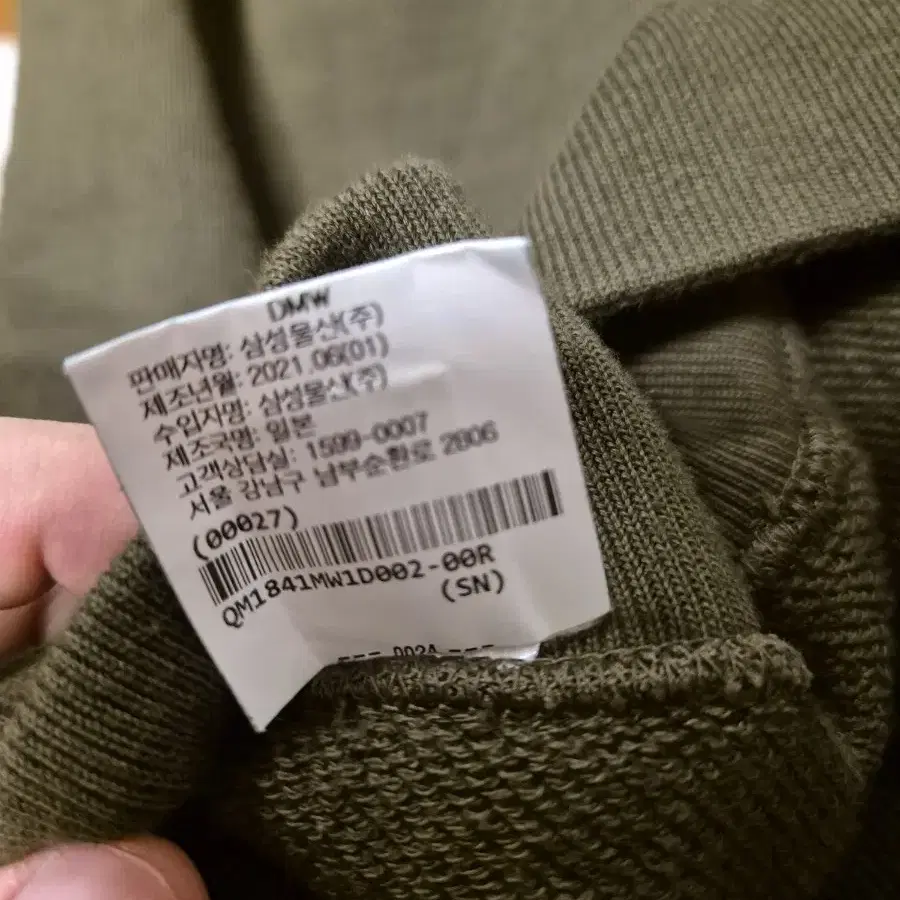 DMW
판매자명: 삼성물산(주)
제조년월: 2021.06(01)
수입자명: 삼성물산(주)
제조국명: 일본
고객상담실: 1599-0007
서울 강남구 남부순환로 2806
(00027)
QM1841MW1D002-00R
(SN)
--- 0024 ---